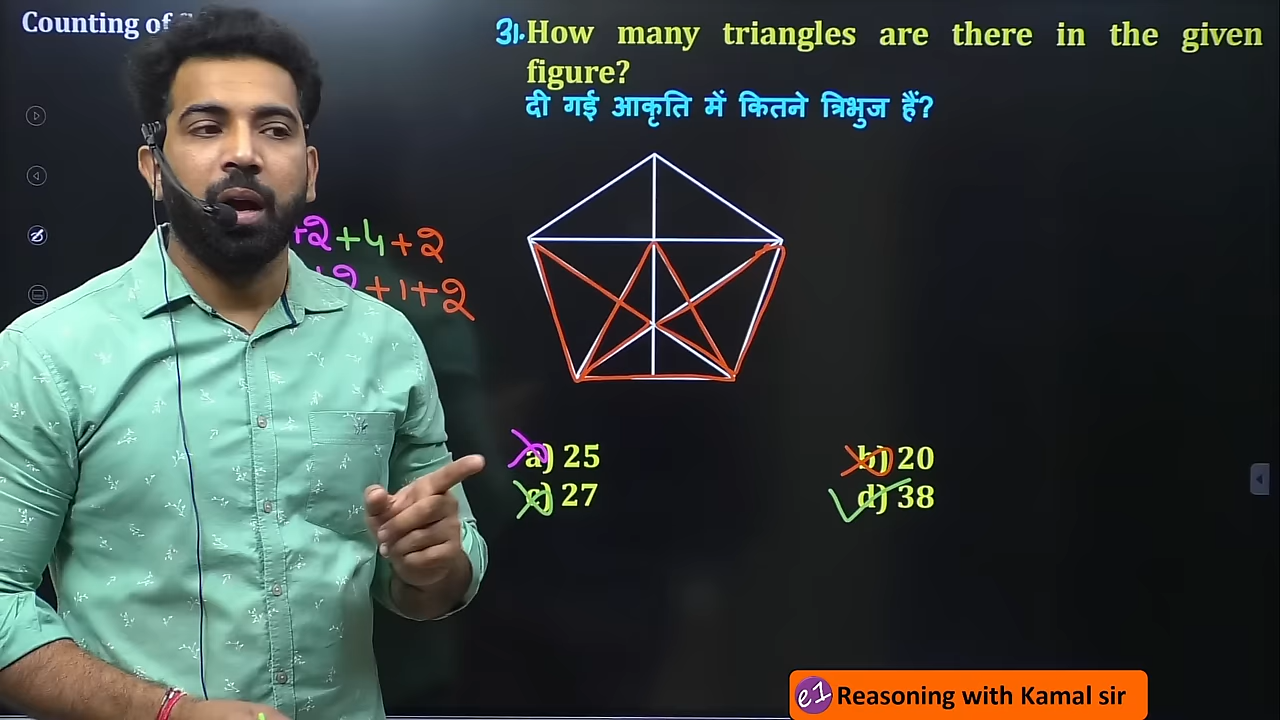 Counting of
31. How many triangles are there in the given
figure?
दी गई आकृति में कितने त्रिभुज हैं?
+2+4+2
+2+1+2
a) 25
b) 20
c) 27
d) 38
e1 Reasoning with Kamal sir